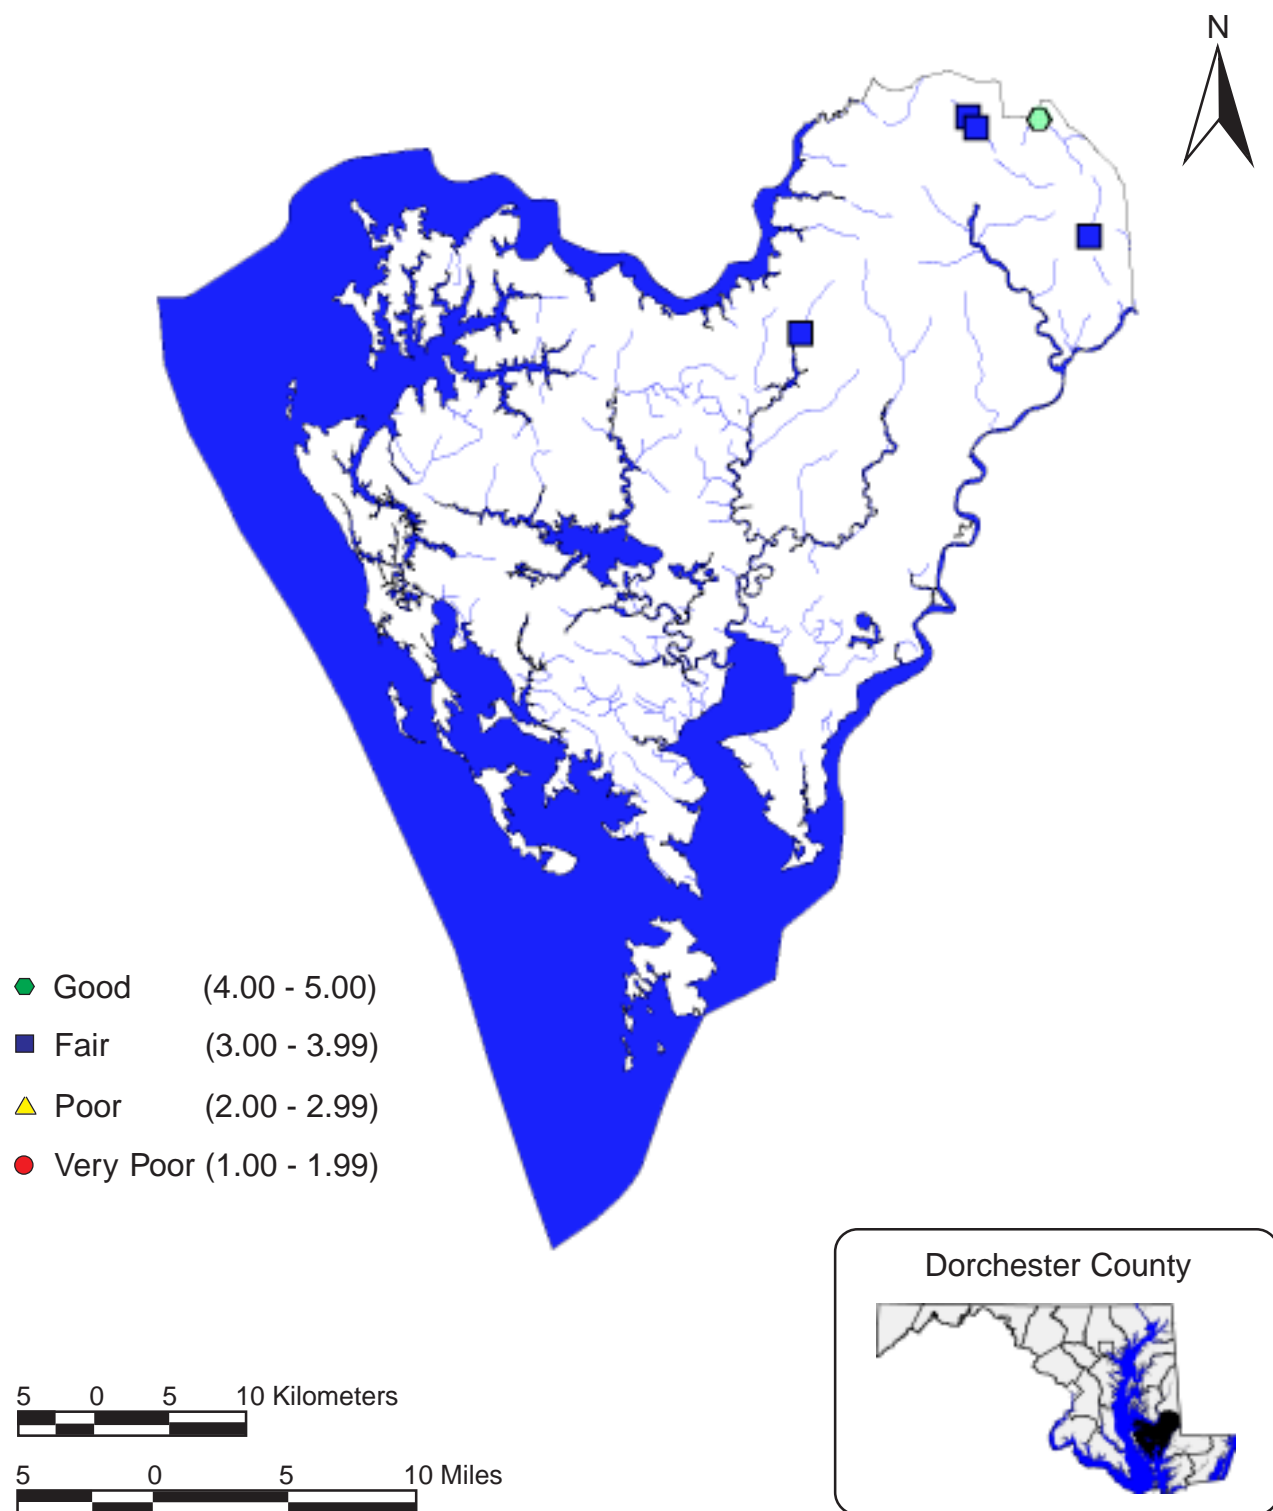 N
Good (4.00 - 5.00)
Fair (3.00 - 3.99)
Poor (2.00 - 2.99)
Very Poor (1.00 - 1.99)
Dorchester County
5 0 5 10 Kilometers
5 0 5 10 Miles